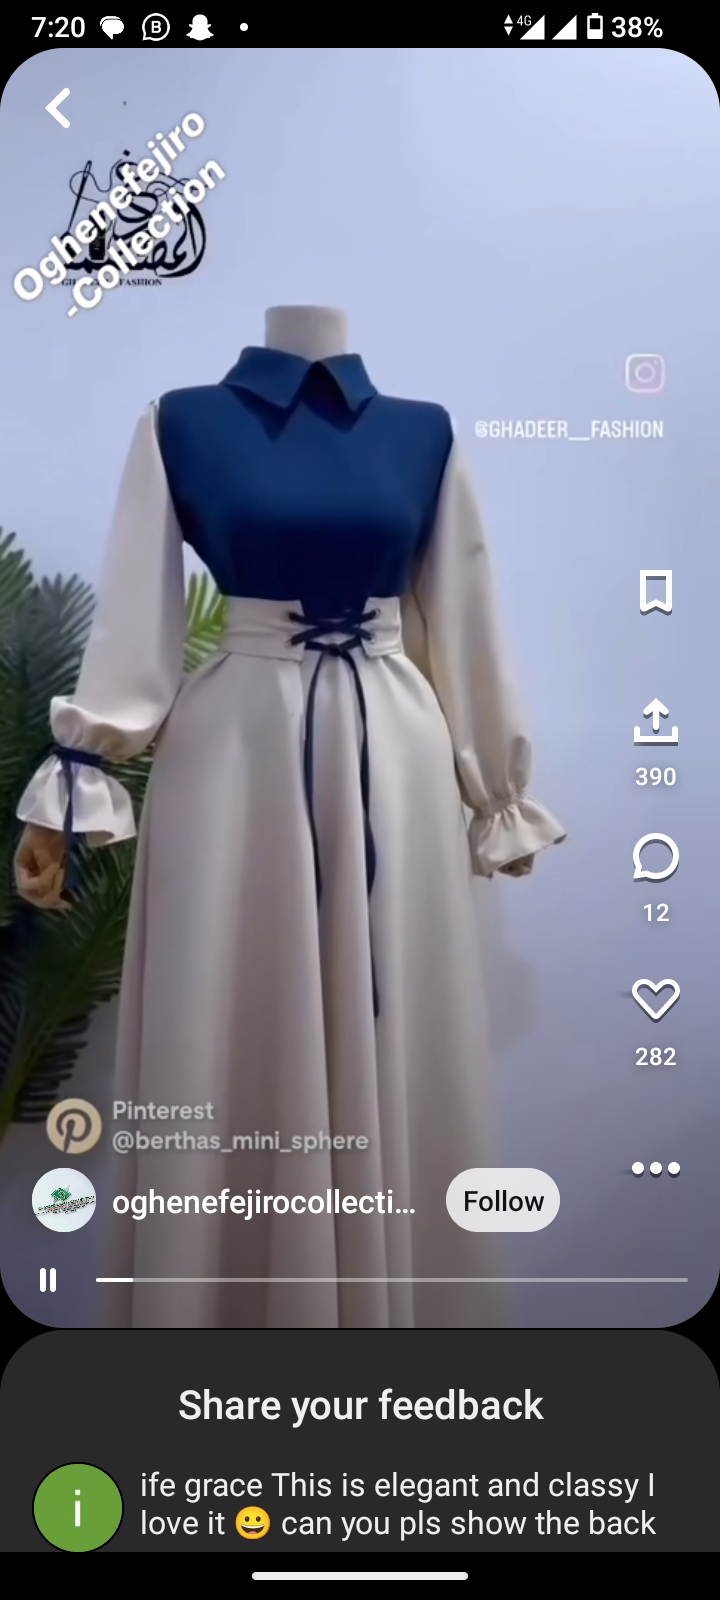 7:20
B
4G
38%
Oghenefejiro
-Collection
FASHION
@GHADEER__FASHION
390
12
282
Pinterest
@berthas_mini_sphere
oghenefejirocollecti...
Follow
Share your feedback
i
ife grace This is elegant and classy I
love it 😀 can you pls show the back